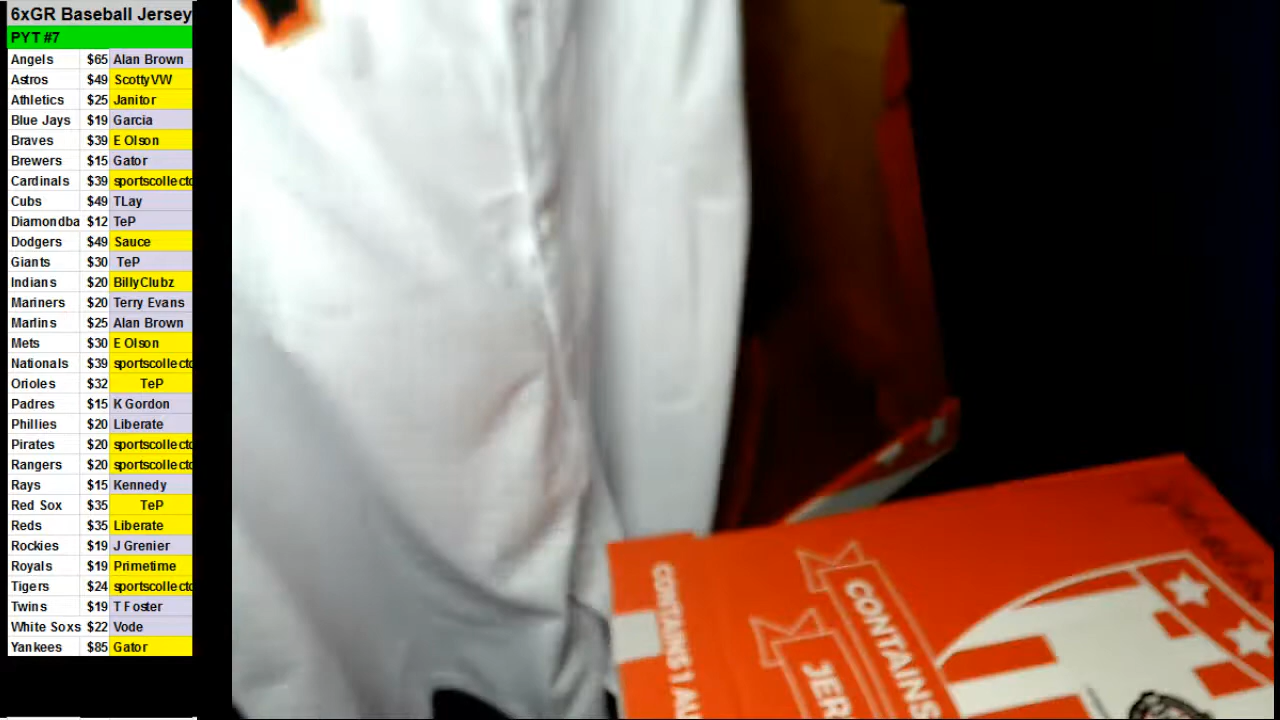 6xGR Baseball Jersey
PYT #7
Angels $65 Alan Brown
Astros $49 ScottyVW
Athletics $25 Janitor
Blue Jays $19 Garcia
Braves $39 E Olson
Brewers $15 Gator
Cardinals $39 sportscollecto
Cubs $49 TLay
Diamondba $12 TeP
Dodgers $49 Sauce
Giants $30 TeP
Indians $20 BillyClubz
Mariners $20 Terry Evans
Marlins $25 Alan Brown
Mets $30 E Olson
Nationals $39 sportscollecto
Orioles $32 TeP
Padres $15 K Gordon
Phillies $20 Liberate
Pirates $20 sportscollecto
Rangers $20 sportscollecto
Rays $15 Kennedy
Red Sox $35 TeP
Reds $35 Liberate
Rockies $19 J Grenier
Royals $19 Primetime
Tigers $24 sportscollecto
Twins $19 T Foster
White Soxs $22 Vode
Yankees $85 Gator
CONTAINS 1 AU
CONTAINS
JER